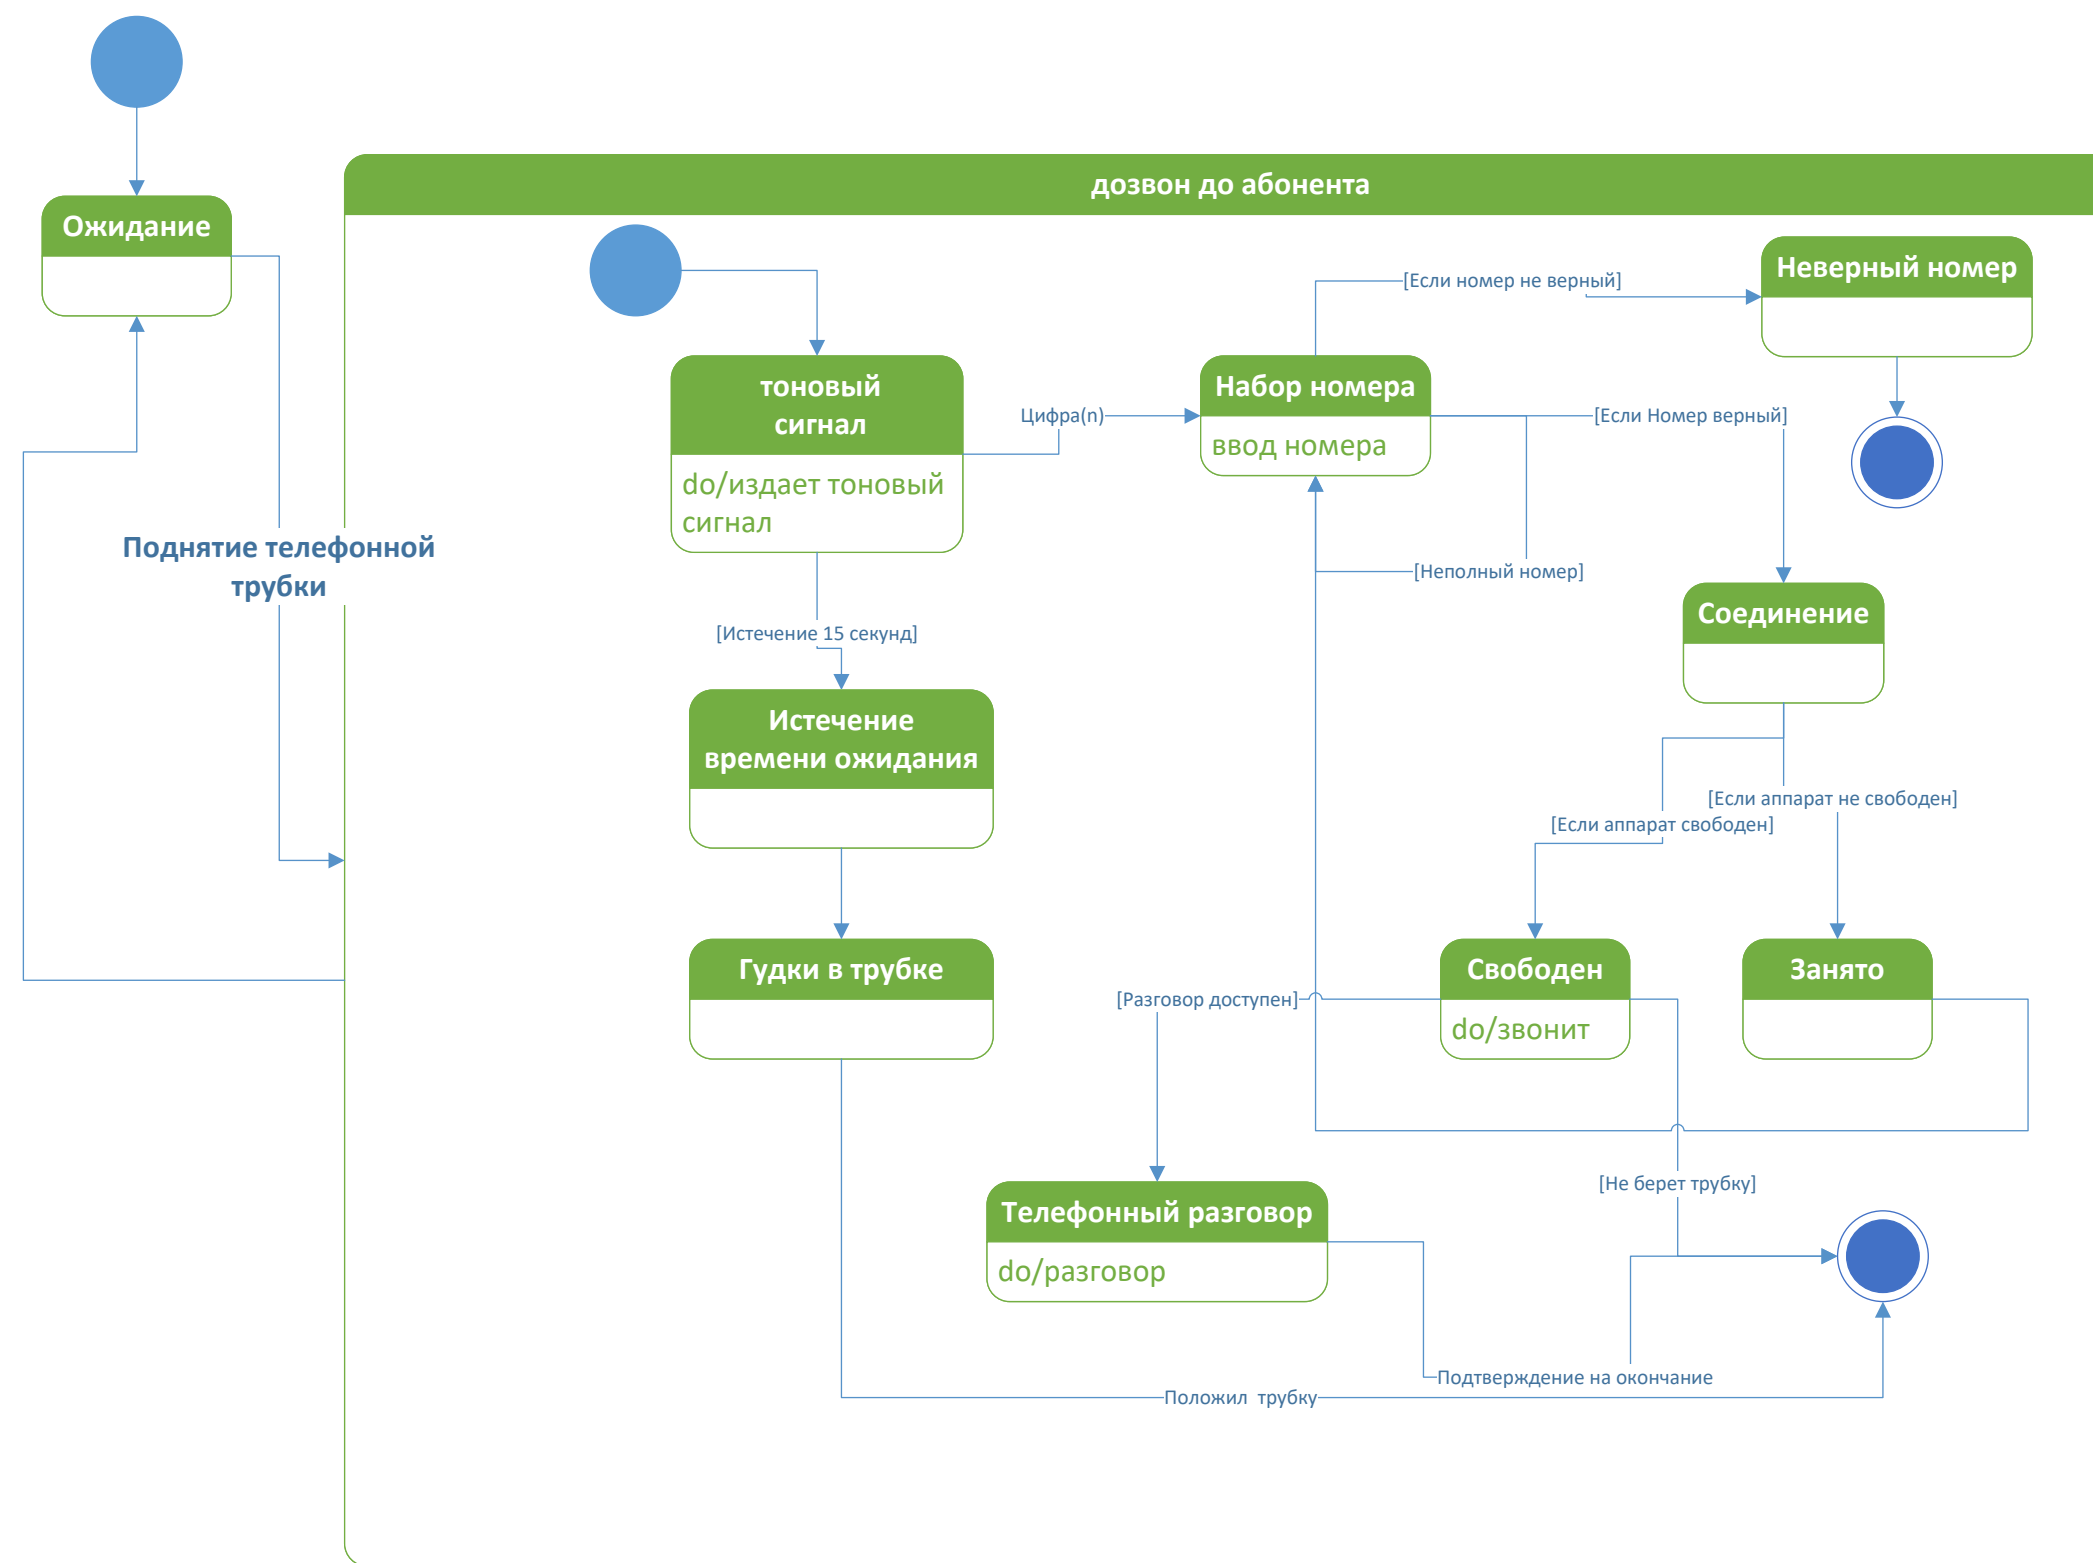 дозвон до абонента
Ожидание
Неверный номер
[Если номер не верный]
тоновый
сигнал
do/издает тоновый
сигнал
Цифра(n)
Набор номера
ввод номера
[Если Номер верный]
Поднятие телефонной
трубки
[Неполный номер]
Соединение
[Истечение 15 секунд]
Истечение
времени ожидания
[Если аппарат не свободен]
[Если аппарат свободен]
Гудки в трубке
[Разговор доступен]
Свободен
do/звонит
Занято
[Не берет трубку]
Телефонный разговор
do/разговор
Подтверждение на окончание
Положил  трубку